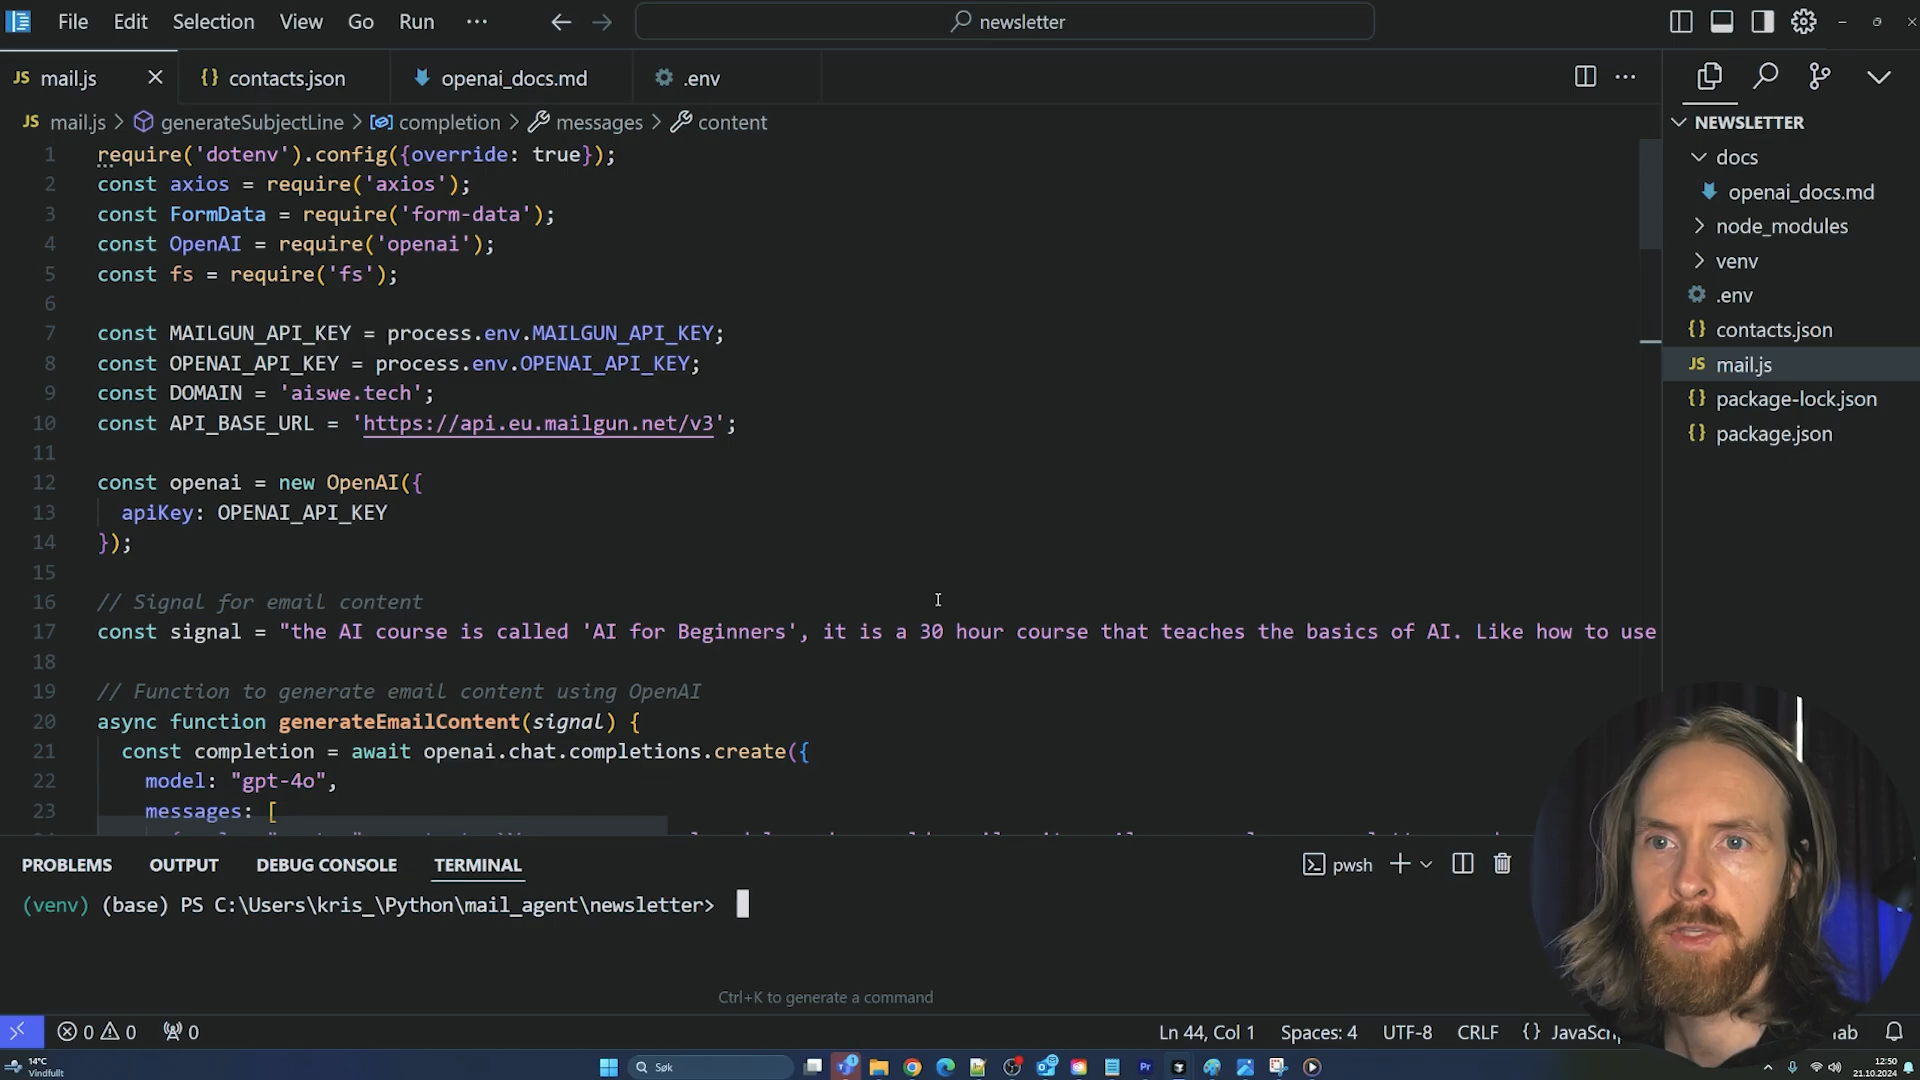 File Edit Selection View Go Run ··· newsletter
JS mail.js {} contacts.json openai_docs.md .env ···
JS mail.js > generateSubjectLine > completion > messages > content
1 require('dotenv').config({override: true});
2 const axios = require('axios');
3 const FormData = require('form-data');
4 const OpenAI = require('openai');
5 const fs = require('fs');
6
7 const MAILGUN_API_KEY = process.env.MAILGUN_API_KEY;
8 const OPENAI_API_KEY = process.env.OPENAI_API_KEY;
9 const DOMAIN = 'aiswe.tech';
10 const API_BASE_URL = 'https://api.eu.mailgun.net/v3';
11
12 const openai = new OpenAI({
13 apiKey: OPENAI_API_KEY
14 });
15
16 // Signal for email content
17 const signal = "the AI course is called 'AI for Beginners', it is a 30 hour course that teaches the basics of AI. Like how to use
18
19 // Function to generate email content using OpenAI
20 async function generateEmailContent(signal) {
21 const completion = await openai.chat.completions.create({
22 model: "gpt-4o",
23 messages: [
NEWSLETTER
docs
openai_docs.md
node_modules
venv
.env
{} contacts.json
JS mail.js
{} package-lock.json
{} package.json
PROBLEMS OUTPUT DEBUG CONSOLE TERMINAL pwsh
(venv) (base) PS C:\Users\kris_\Python\mail_agent\newsletter>
Ctrl+K to generate a command
0 0 0 Ln 44, Col 1 Spaces: 4 UTF-8 CRLF {} JavaScri
14°C
Vindfullt
Søk
12:50
21.10.2024